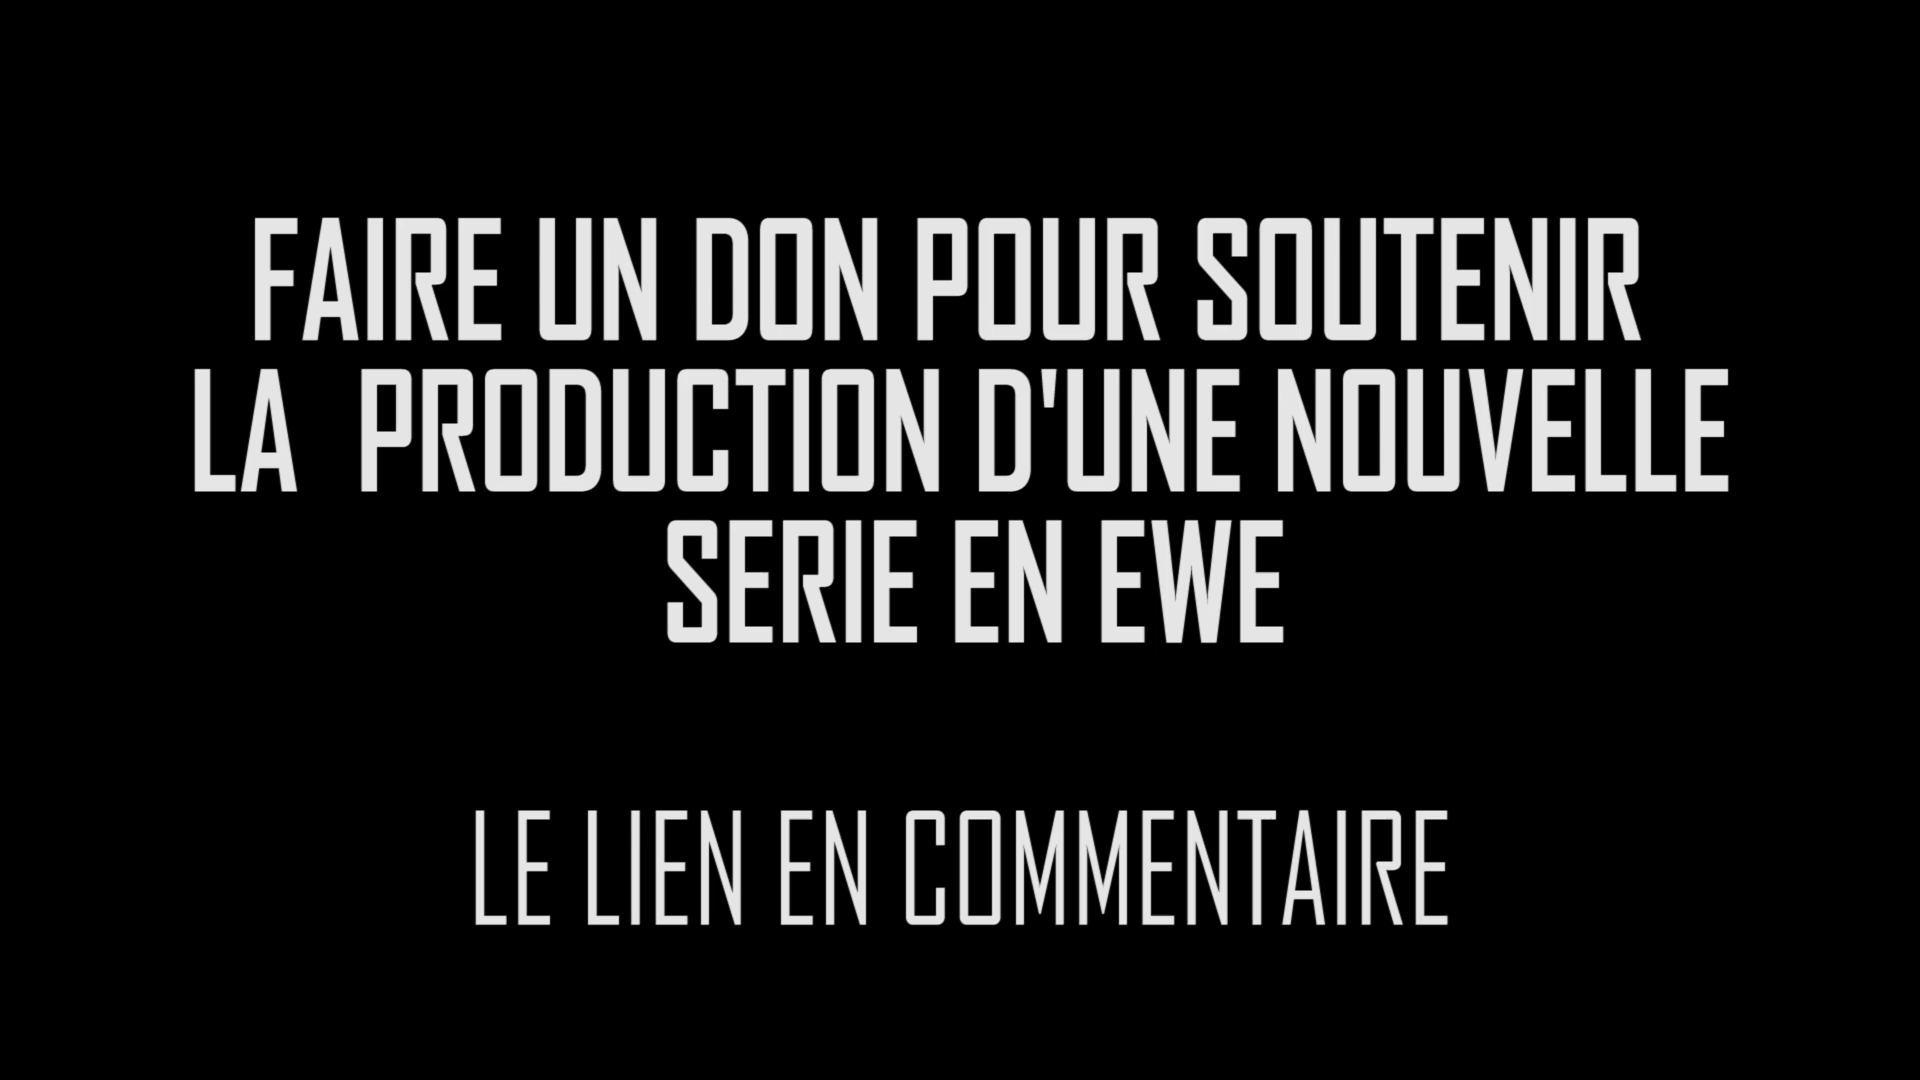 FAIRE UN DON POUR SOUTENIR
LA PRODUCTION D'UNE NOUVELLE
SERIE EN EWE
LE LIEN EN COMMENTAIRE